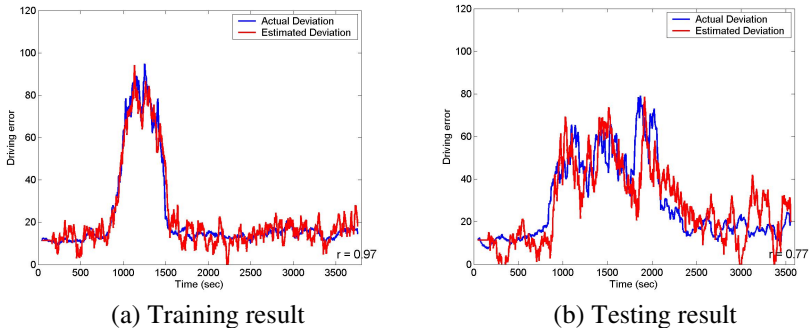 120
100
80
60
40
20
0
Driving error
Actual Deviation
Estimated Deviation
0 500 1000 1500 2000 2500 3000 3500
Time (sec)
r = 0.97
(a) Training result
120
100
80
60
40
20
0
Driving error
Actual Deviation
Estimated Deviation
0 500 1000 1500 2000 2500 3000 3500
Time (sec)
r = 0.77
(b) Testing result